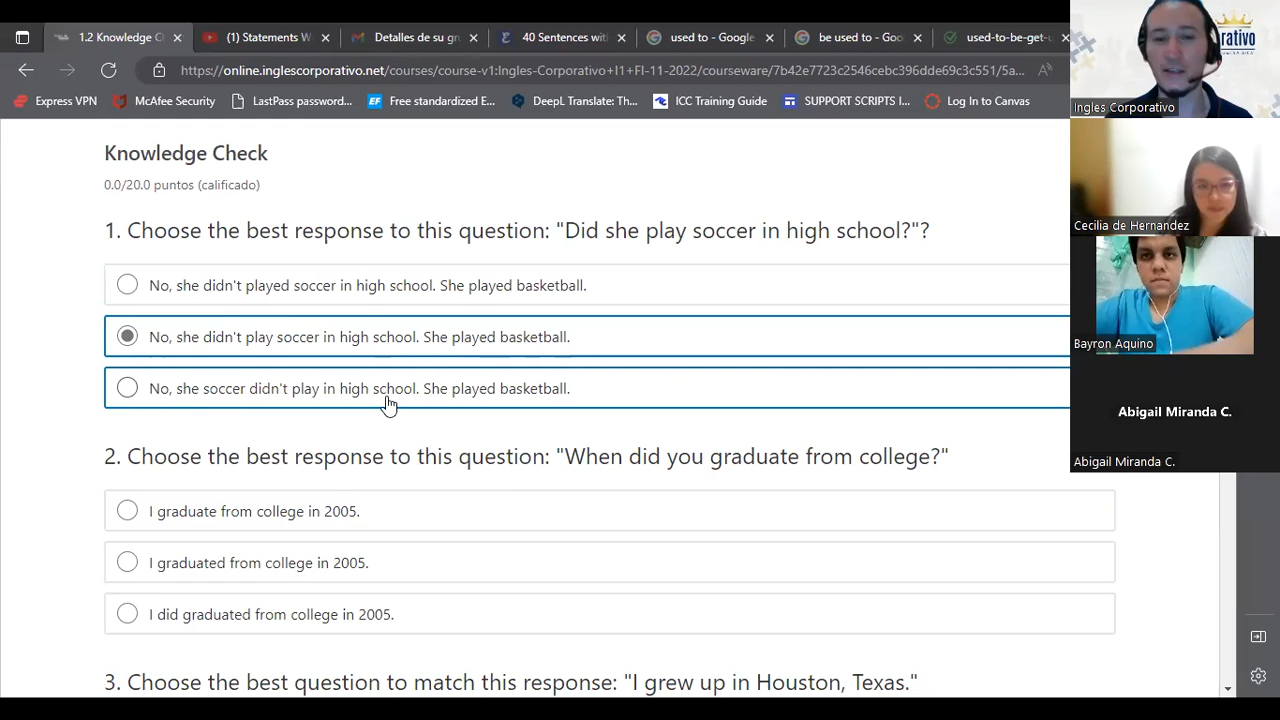 1.2 Knowledge C
(1) Statements W
Detalles de su gru
40 Sentences wit
used to - Google
be used to - Goo
used-to-be-get-u
https://online.inglescorporativo.net/courses/course-v1:Ingles-Corporativo+I1+FI-11-2022/courseware/7b42e7723c2546cebc396dde69c3c551/5a...
Express VPN
McAfee Security
LastPass password...
Free standardized E...
DeepL Translate: Th...
ICC Training Guide
SUPPORT SCRIPTS I...
Log In to Canvas
rativo
Ingles Corporativo
Cecilia de Hernandez
Bayron Aquino
Abigail Miranda C.
Abigail Miranda C.
Knowledge Check
0.0/20.0 puntos (calificado)
1. Choose the best response to this question: "Did she play soccer in high school?"?
No, she didn't played soccer in high school. She played basketball.
No, she didn't play soccer in high school. She played basketball.
No, she soccer didn't play in high school. She played basketball.
2. Choose the best response to this question: "When did you graduate from college?"
I graduate from college in 2005.
I graduated from college in 2005.
I did graduated from college in 2005.
3. Choose the best question to match this response: "I grew up in Houston, Texas."